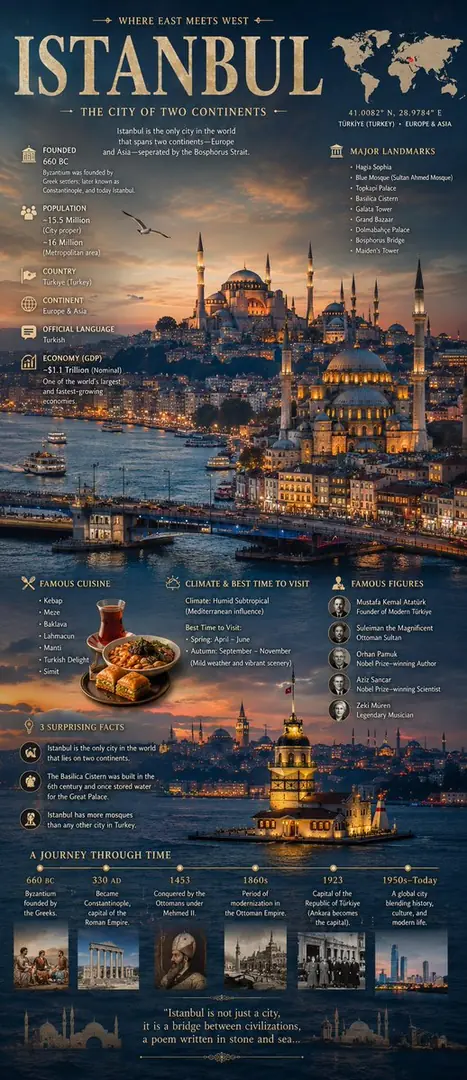 WHERE EAST MEETS WEST
ISTANBUL
THE CITY OF TWO CONTINENTS
41.0082° N, 28.9784° E
TÜRKİYE (TURKEY) • EUROPE & ASIA
Istanbul is the only city in the world
that spans two continents—Europe
and Asia—seperated by the Bosphorus Strait.
FOUNDED
660 BC
Byzantium was founded by
Greek settlers; later known as
Constantinople, and today Istanbul.
POPULATION
~15.5 Million
(City proper)
~16 Million
(Metropolitan area)
COUNTRY
Türkiye (Turkey)
CONTINENT
Europe & Asia
OFFICIAL LANGUAGE
Turkish
ECONOMY (GDP)
~$1.1 Trillion (Nominal)
One of the world's largest
and fastest-growing
economies.
MAJOR LANDMARKS
• Hagia Sophia
• Blue Mosque (Sultan Ahmed Mosque)
• Topkapi Palace
• Basilica Cistern
• Galata Tower
• Grand Bazaar
• Dolmabahçe Palace
• Bosphorus Bridge
• Maiden's Tower
FAMOUS CUISINE
• Kebap
• Meze
• Baklava
• Lahmacun
• Manti
• Turkish Delight
• Simit
CLIMATE & BEST TIME TO VISIT
Climate: Humid Subtropical
(Mediterranean influence)
Best Time to Visit:
• Spring: April – June
• Autumn: September – November
(Mild weather and vibrant scenery)
FAMOUS FIGURES
Mustafa Kemal Atatürk
Founder of Modern Türkiye
Suleiman the Magnificent
Ottoman Sultan
Orhan Pamuk
Nobel Prize-winning Author
Aziz Sancar
Nobel Prize-winning Scientist
Zeki Müren
Legendary Musician
3 SURPRISING FACTS
Istanbul is the only city in the world
that lies on two continents.
The Basilica Cistern was built in the
6th century and once stored water
for the Great Palace.
Istanbul has more mosques
than any other city in Turkey.
A JOURNEY THROUGH TIME
660 BC
Byzantium
founded by
the Greeks.
330 AD
Became
Constantinople,
capital of the
Roman Empire.
1453
Conquered by the
Ottomans under
Mehmed II.
1860s
Period of
modernization in
the Ottoman Empire.
1923
Capital of the
Republic of Türkiye
(Ankara becomes
the capital).
1950s–Today
A global city
blending history,
culture, and
modern life.
"Istanbul is not just a city,
it is a bridge between civilizations,
a poem written in stone and sea...